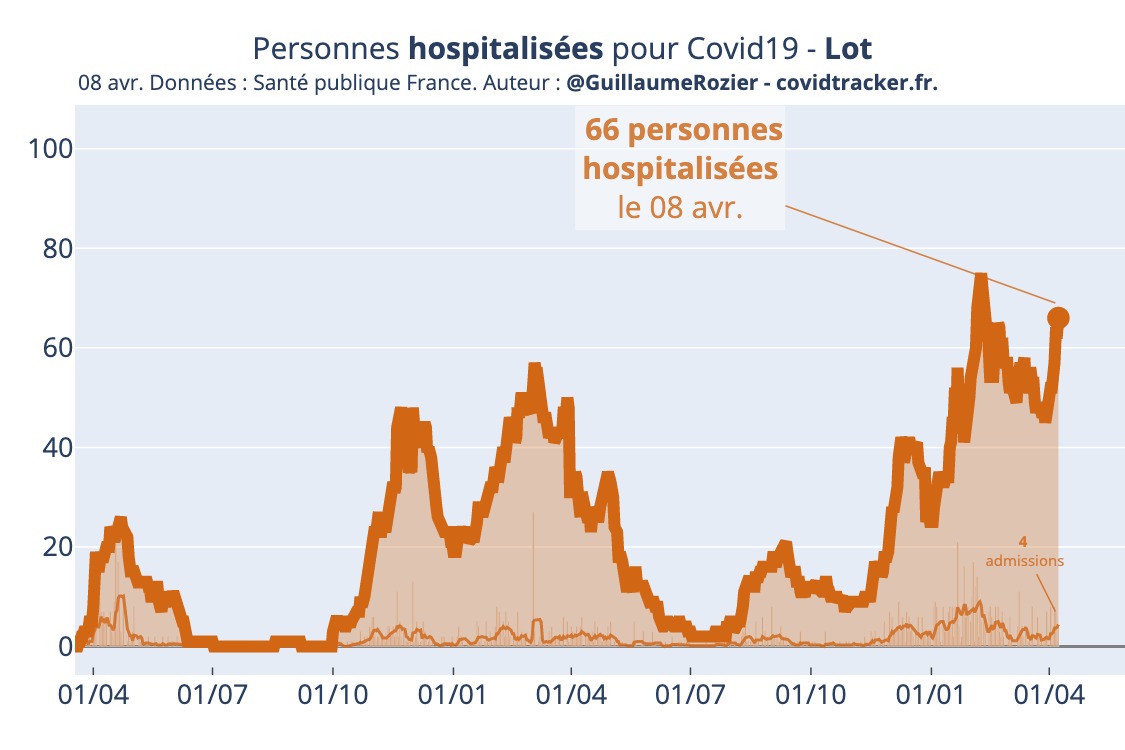 Personnes hospitalisées pour Covid19 - Lot
08 avr. Données : Santé publique France. Auteur : @GuillaumeRozier - covidtracker.fr.
66 personnes
hospitalisées
le 08 avr.
100
80
60
40
20
0
4
admissions
01/04 01/07 01/10 01/01 01/04 01/07 01/10 01/01 01/04